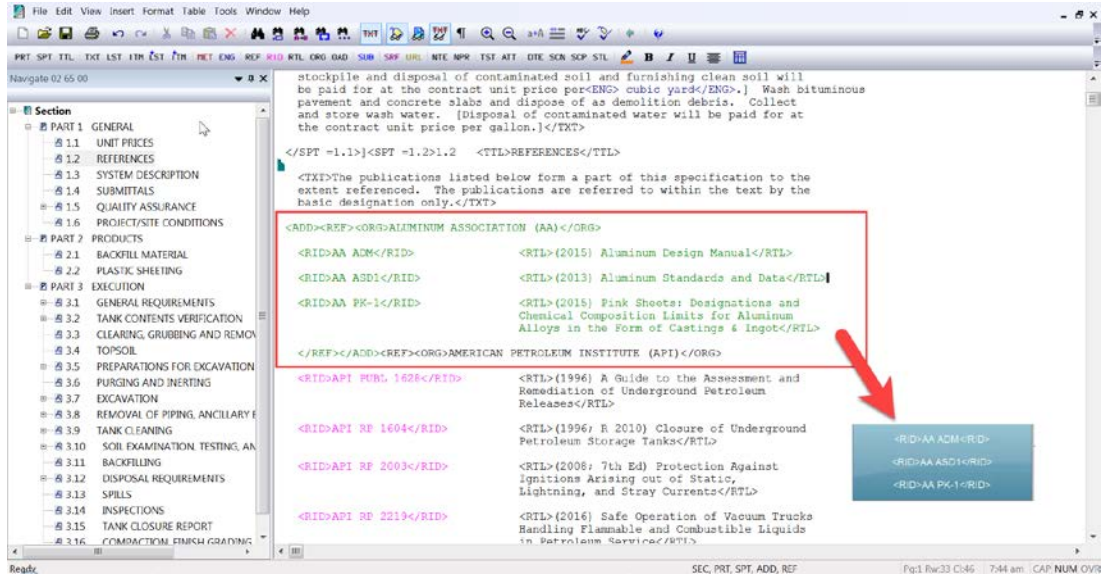 File Edit View Insert Format Table Tools Window Help
TXT
PRT SPT TTL TXT LST ITM LST ITM MET ENG REF RID RTL ORG OAD SUB SRF URL NTE NPR TST ATT DTE SCN SCP STL B I U
Navigate 02 65 00
Section
PART 1 GENERAL
1.1 UNIT PRICES
1.2 REFERENCES
1.3 SYSTEM DESCRIPTION
1.4 SUBMITTALS
1.5 QUALITY ASSURANCE
1.6 PROJECT/SITE CONDITIONS
PART 2 PRODUCTS
2.1 BACKFILL MATERIAL
2.2 PLASTIC SHEETING
PART 3 EXECUTION
3.1 GENERAL REQUIREMENTS
3.2 TANK CONTENTS VERIFICATION
3.3 CLEARING, GRUBBING AND REMOV
3.4 TOPSOIL
3.5 PREPARATIONS FOR EXCAVATION
3.6 PURGING AND INERTING
3.7 EXCAVATION
3.8 REMOVAL OF PIPING, ANCILLARY E
3.9 TANK CLEANING
3.10 SOIL EXAMINATION, TESTING, AN
3.11 BACKFILLING
3.12 DISPOSAL REQUIREMENTS
3.13 SPILLS
3.14 INSPECTIONS
3.15 TANK CLOSURE REPORT
3.16 COMPACTION, FINISH GRADING
stockpile and disposal of contaminated soil and furnishing clean soil will
be paid for at the contract unit price per<ENG> cubic yard</ENG>.] Wash bituminous
pavement and concrete slabs and dispose of as demolition debris. Collect
and store wash water. [Disposal of contaminated water will be paid for at
the contract unit price per gallon.]</TXT>
</SPT =1.1>]<SPT =1.2>1.2 <TTL>REFERENCES</TTL>
<TXT>The publications listed below form a part of this specification to the
extent referenced. The publications are referred to within the text by the
basic designation only.</TXT>
<ADD><REF><ORG>ALUMINUM ASSOCIATION (AA)</ORG>
<RID>AA ADM</RID> <RTL>(2015) Aluminum Design Manual</RTL>
<RID>AA ASD1</RID> <RTL>(2013) Aluminum Standards and Data</RTL>
<RID>AA PK-1</RID> <RTL>(2015) Pink Sheets: Designations and
Chemical Composition Limits for Aluminum
Alloys in the Form of Castings & Ingot</RTL>
</REF></ADD><REF><ORG>AMERICAN PETROLEUM INSTITUTE (API)</ORG>
<RID>API PUBL 1628</RID> <RTL>(1996) A Guide to the Assessment and
Remediation of Underground Petroleum
Releases</RTL>
<RID>API RP 1604</RID> <RTL>(1996; R 2010) Closure of Underground
Petroleum Storage Tanks</RTL>
<RID>API RP 2003</RID> <RTL>(2008; 7th Ed) Protection Against
Ignitions Arising out of Static,
Lightning, and Stray Currents</RTL>
<RID>API RP 2219</RID> <RTL>(2016) Safe Operation of Vacuum Trucks
Handling Flammable and Combustible Liquids
in Petroleum Service</RTL>
<RID>AA ADM</RID>
<RID>AA ASD1</RID>
<RID>AA PK-1</RID>
Ready SEC, PRT, SPT, ADD, REF Pg:1 Rw:33 Cl:46 7:44 am CAP NUM OVR